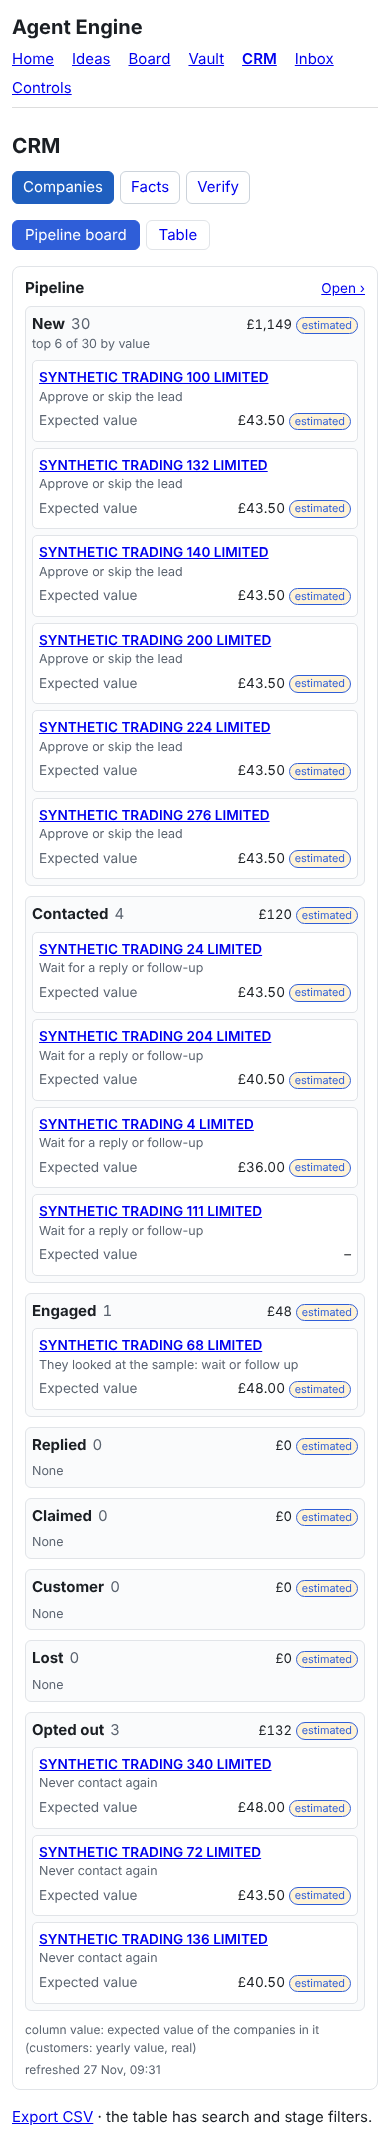 Agent Engine
Home Ideas Board Vault CRM Inbox
Controls
CRM
Companies Facts Verify
Pipeline board Table
Pipeline Open ›
New 30 £1,149 estimated
top 6 of 30 by value
SYNTHETIC TRADING 100 LIMITED
Approve or skip the lead
Expected value £43.50 estimated
SYNTHETIC TRADING 132 LIMITED
Approve or skip the lead
Expected value £43.50 estimated
SYNTHETIC TRADING 140 LIMITED
Approve or skip the lead
Expected value £43.50 estimated
SYNTHETIC TRADING 200 LIMITED
Approve or skip the lead
Expected value £43.50 estimated
SYNTHETIC TRADING 224 LIMITED
Approve or skip the lead
Expected value £43.50 estimated
SYNTHETIC TRADING 276 LIMITED
Approve or skip the lead
Expected value £43.50 estimated
Contacted 4 £120 estimated
SYNTHETIC TRADING 24 LIMITED
Wait for a reply or follow-up
Expected value £43.50 estimated
SYNTHETIC TRADING 204 LIMITED
Wait for a reply or follow-up
Expected value £40.50 estimated
SYNTHETIC TRADING 4 LIMITED
Wait for a reply or follow-up
Expected value £36.00 estimated
SYNTHETIC TRADING 111 LIMITED
Wait for a reply or follow-up
Expected value –
Engaged 1 £48 estimated
SYNTHETIC TRADING 68 LIMITED
They looked at the sample: wait or follow up
Expected value £48.00 estimated
Replied 0 £0 estimated
None
Claimed 0 £0 estimated
None
Customer 0 £0 estimated
None
Lost 0 £0 estimated
None
Opted out 3 £132 estimated
SYNTHETIC TRADING 340 LIMITED
Never contact again
Expected value £48.00 estimated
SYNTHETIC TRADING 72 LIMITED
Never contact again
Expected value £43.50 estimated
SYNTHETIC TRADING 136 LIMITED
Never contact again
Expected value £40.50 estimated
column value: expected value of the companies in it
(customers: yearly value, real)
refreshed 27 Nov, 09:31
Export CSV · the table has search and stage filters.